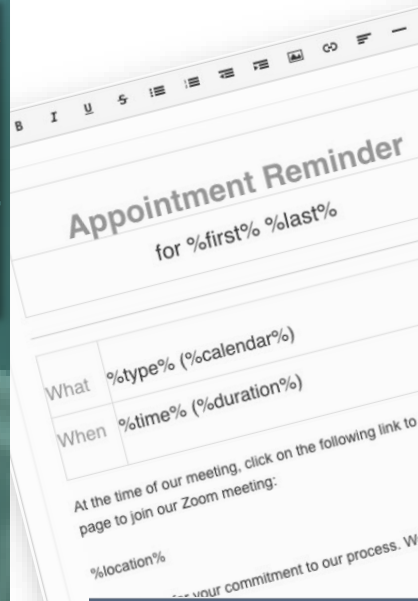 B I U S
Appointment Reminder
for %first% %last%
What %type% (%calendar%)
When %time% (%duration%)
At the time of our meeting, click on the following link to
page to join our Zoom meeting:
%location%
for your commitment to our process. W